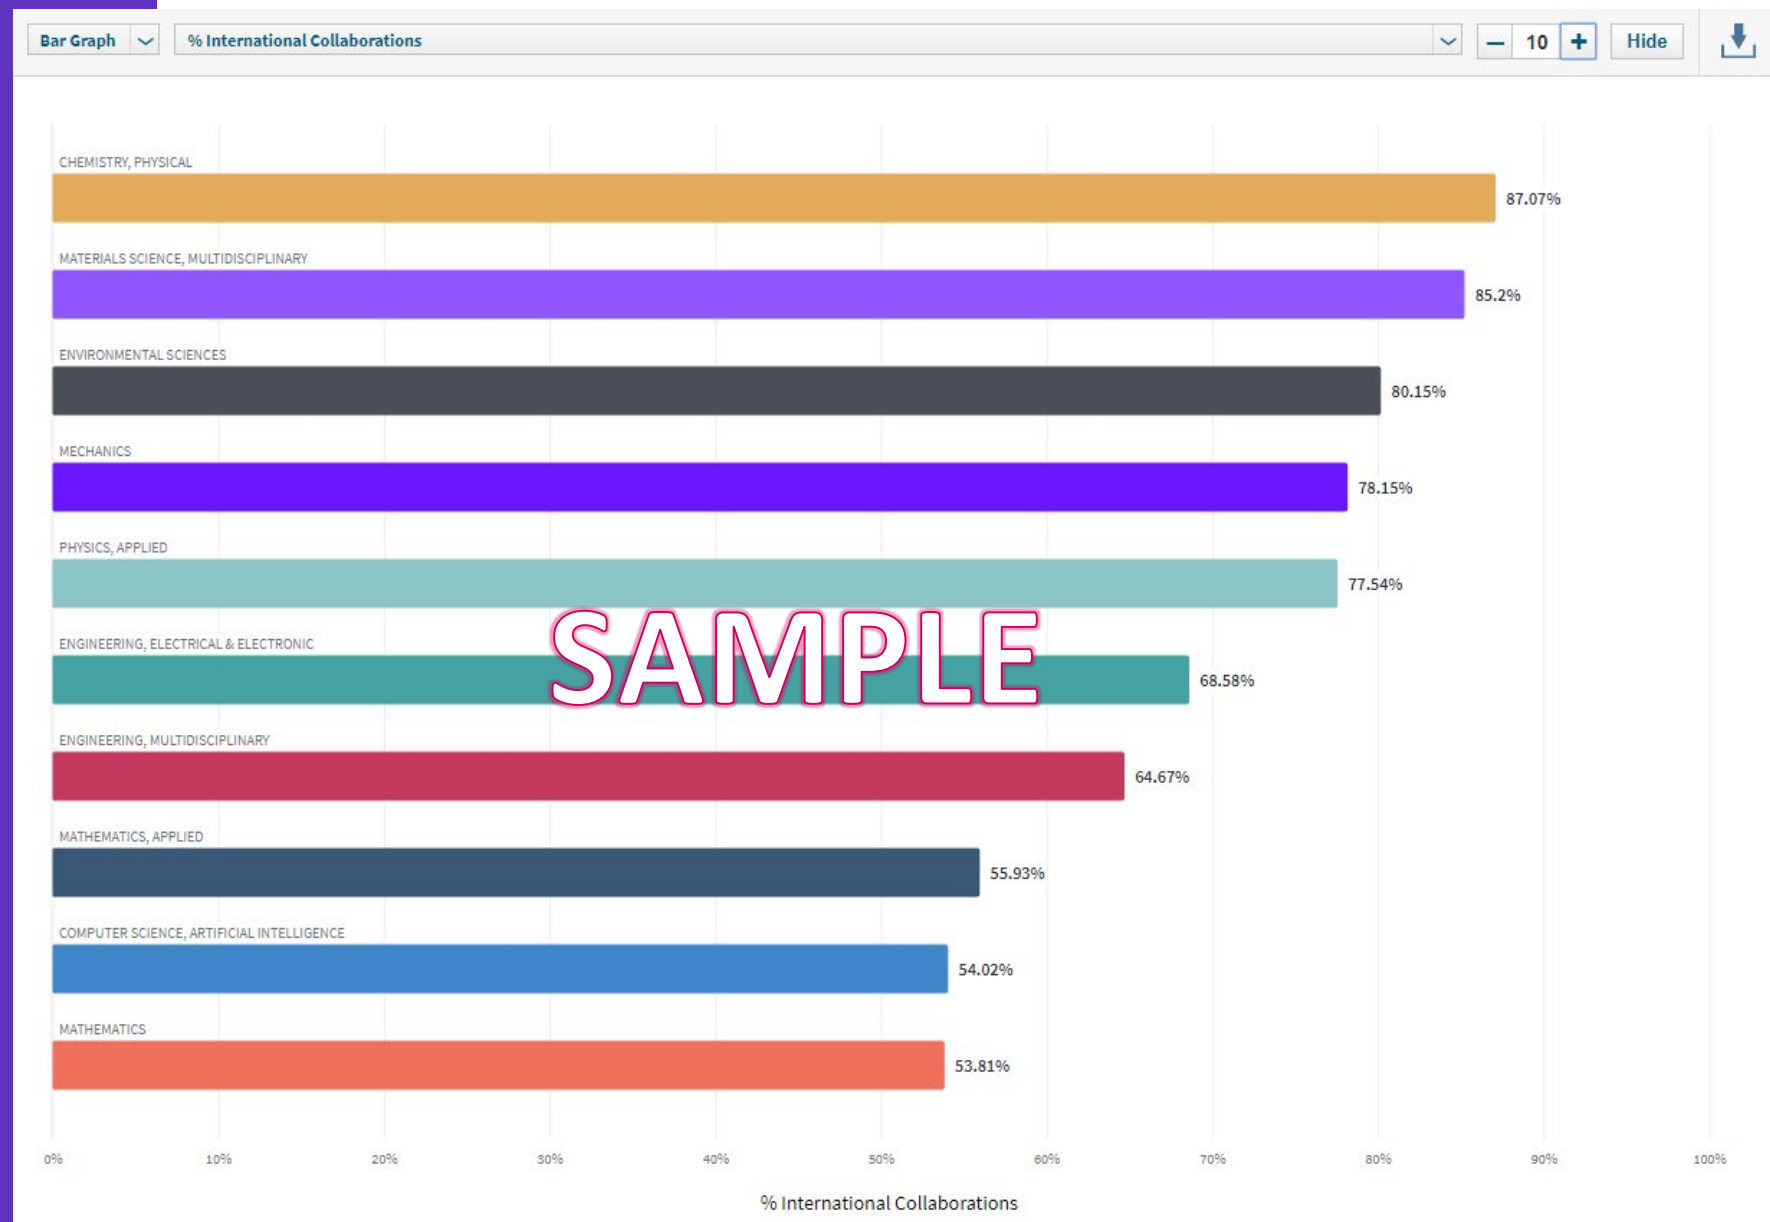 Bar Graph % International Collaborations – 10 + Hide
CHEMISTRY, PHYSICAL
87.07%
MATERIALS SCIENCE, MULTIDISCIPLINARY
85.2%
ENVIRONMENTAL SCIENCES
80.15%
MECHANICS
78.15%
PHYSICS, APPLIED
77.54%
SAMPLE
ENGINEERING, ELECTRICAL & ELECTRONIC
68.58%
ENGINEERING, MULTIDISCIPLINARY
64.67%
MATHEMATICS, APPLIED
55.93%
COMPUTER SCIENCE, ARTIFICIAL INTELLIGENCE
54.02%
MATHEMATICS
53.81%
0% 10% 20% 30% 40% 50% 60% 70% 80% 90% 100%
% International Collaborations